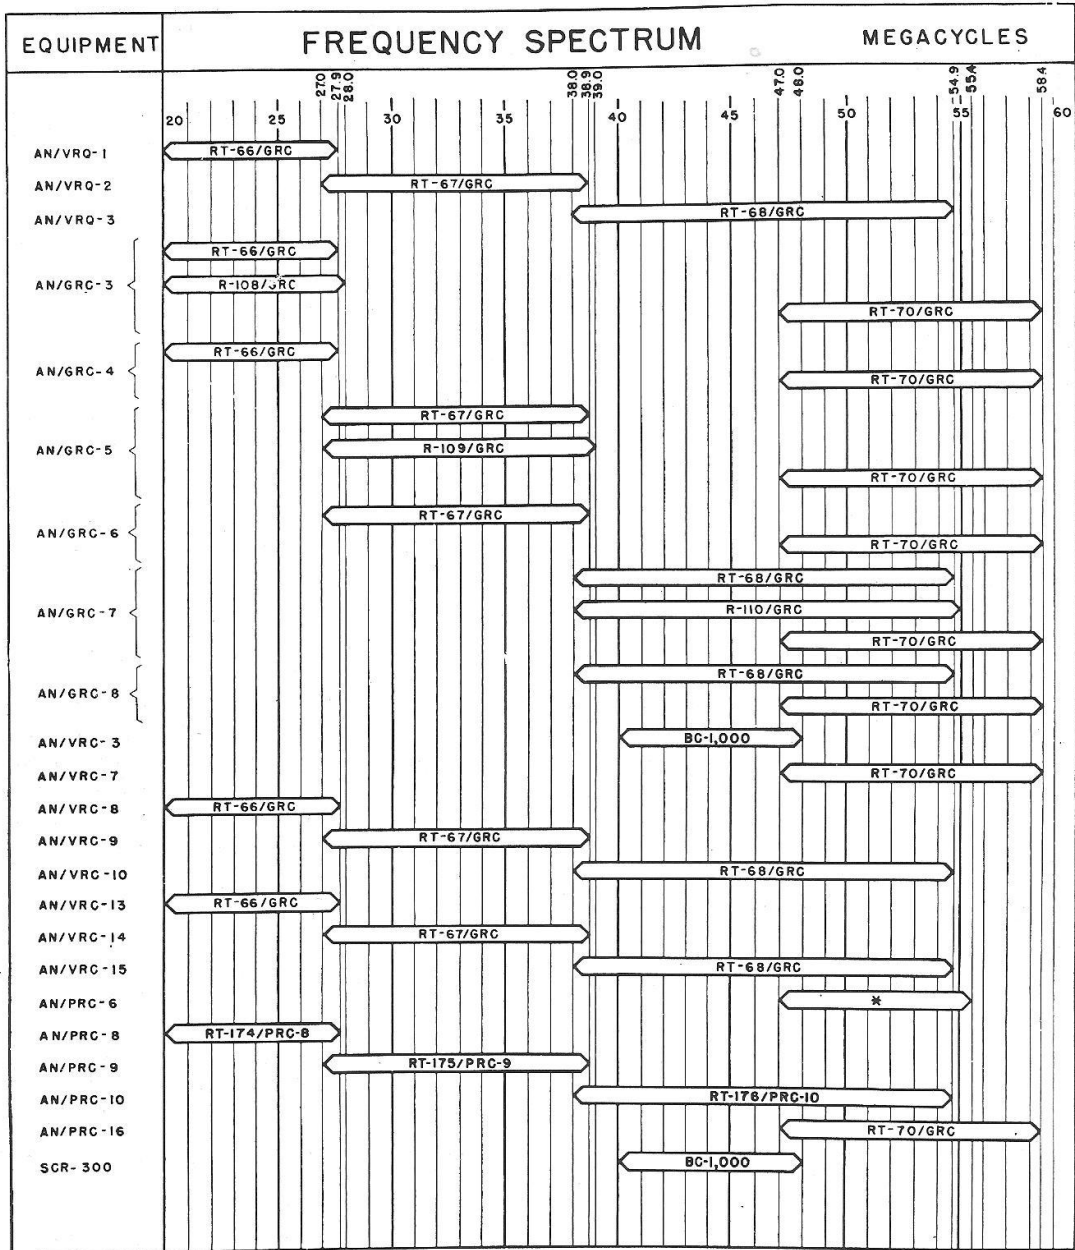 EQUIPMENT FREQUENCY SPECTRUM MEGACYCLES
27.0 27.9 28.0 38.0 38.9 39.0 47.0 48.0 54.9 55.4 58.4
20 25 30 35 40 45 50 55 60
AN/VRQ-1 RT-66/GRC
AN/VRQ-2 RT-67/GRC
AN/VRQ-3 RT-68/GRC
RT-66/GRC
AN/GRC-3 R-108/GRC
RT-70/GRC
RT-66/GRC
AN/GRC-4
RT-70/GRC
RT-67/GRC
AN/GRC-5 R-109/GRC
RT-70/GRC
RT-67/GRC
AN/GRC-6
RT-70/GRC
RT-68/GRC
AN/GRC-7 R-110/GRC
RT-70/GRC
RT-68/GRC
AN/GRC-8
RT-70/GRC
AN/VRC-3 BC-1,000
AN/VRC-7 RT-70/GRC
AN/VRC-8 RT-66/GRC
AN/VRC-9 RT-67/GRC
AN/VRC-10 RT-68/GRC
AN/VRC-13 RT-66/GRC
AN/VRC-14 RT-67/GRC
AN/VRC-15 RT-68/GRC
AN/PRC-6 *
AN/PRC-8 RT-174/PRC-8
AN/PRC-9 RT-175/PRC-9
AN/PRC-10 RT-176/PRC-10
AN/PRC-16 RT-70/GRC
SCR-300 BC-1,000